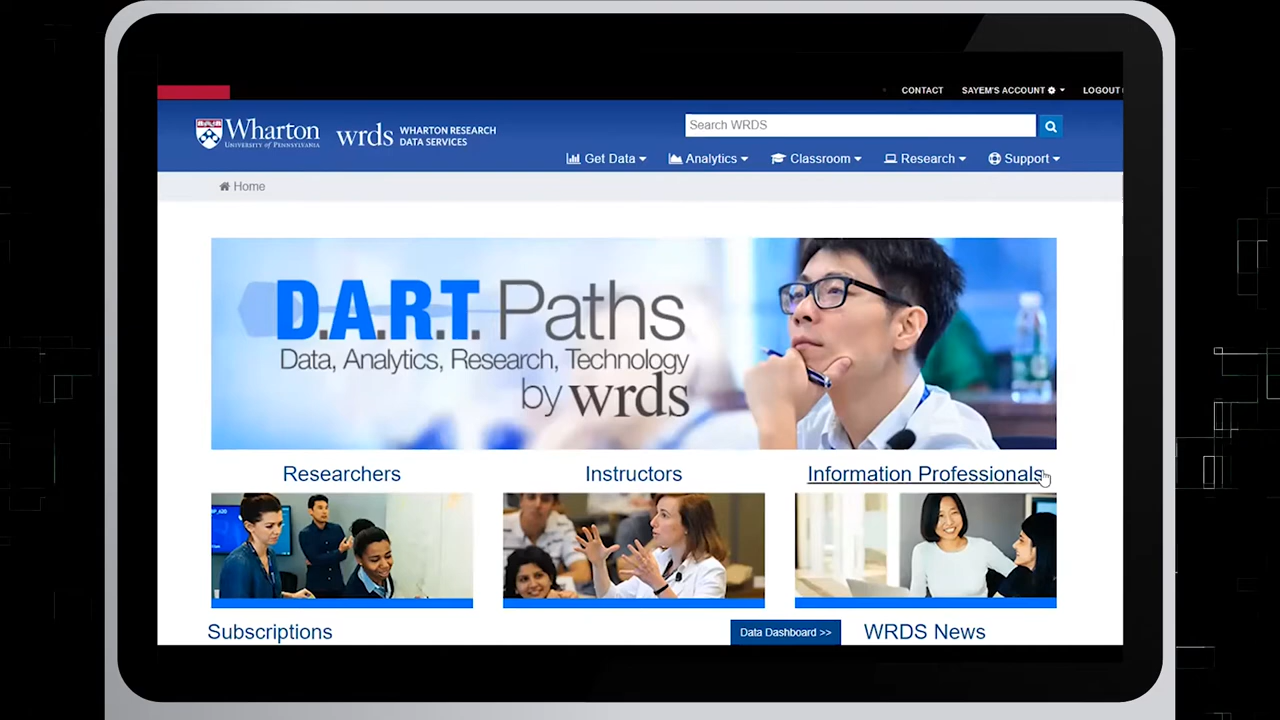 CONTACT SAYEM'S ACCOUNT LOGOUT
Wharton
UNIVERSITY OF PENNSYLVANIA
wrds WHARTON RESEARCH
DATA SERVICES
Search WRDS
Get Data Analytics Classroom Research Support
Home
D.A.R.T. Paths
Data, Analytics, Research, Technology
by wrds
Researchers Instructors Information Professionals
Subscriptions Data Dashboard >> WRDS News